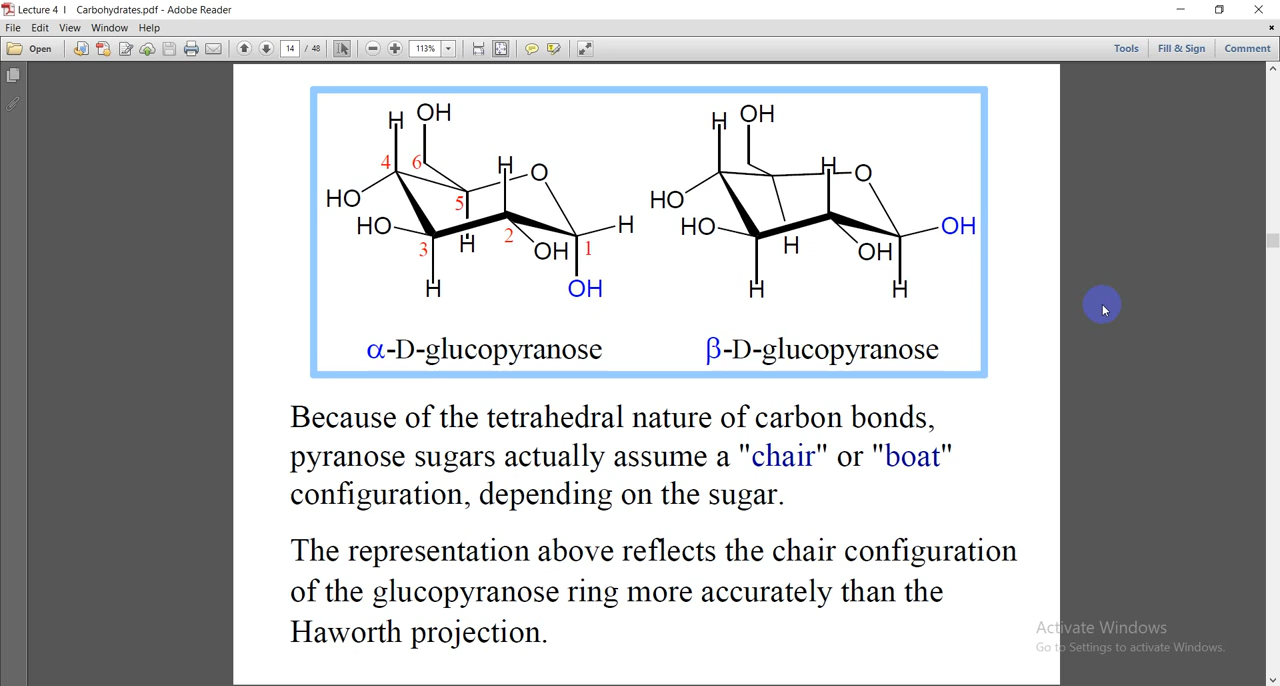 Lecture 4 I Carbohydrates.pdf - Adobe Reader
File Edit View Window Help
Open 14 / 48 113% Tools Fill & Sign Comment
H OH H OH
4 6 H O H O
HO 5 HO
HO H OH HO OH
3 H 2 OH 1 H OH
H OH H H
α-D-glucopyranose β-D-glucopyranose
Because of the tetrahedral nature of carbon bonds,
pyranose sugars actually assume a "chair" or "boat"
configuration, depending on the sugar.
The representation above reflects the chair configuration
of the glucopyranose ring more accurately than the
Haworth projection.
Activate Windows
Go to Settings to activate Windows.